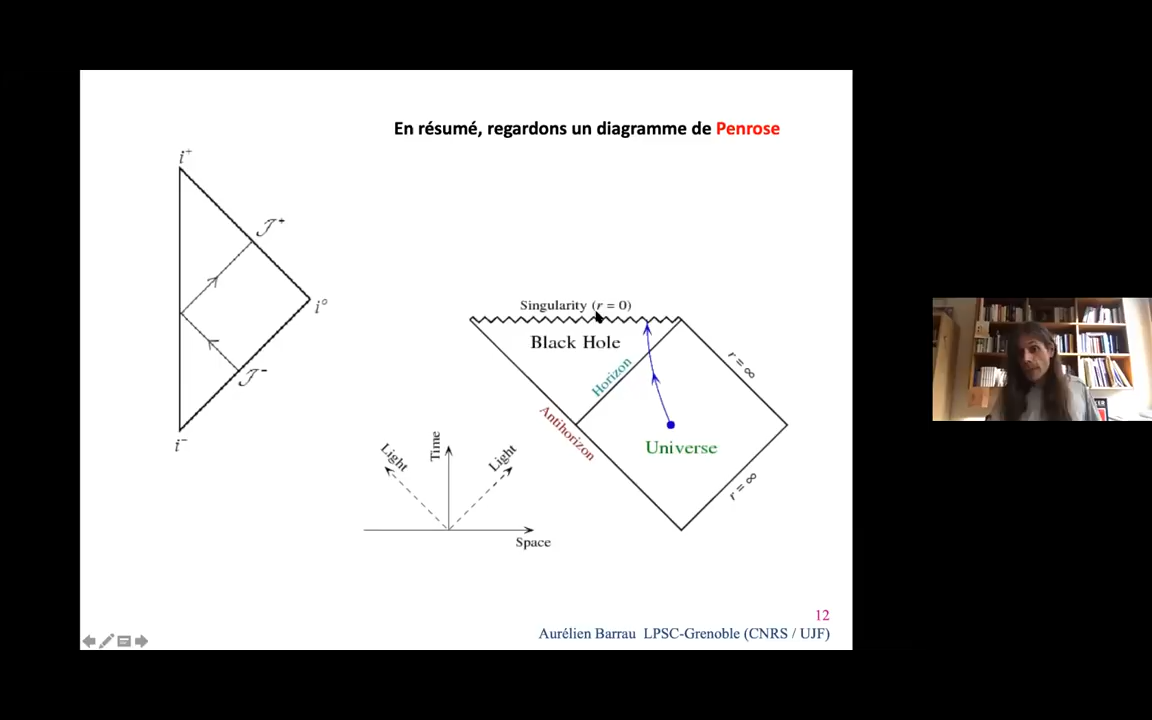 En résumé, regardons un diagramme de Penrose
i⁺
𝒥⁺
i⁰
𝒥⁻
i⁻
Singularity (r = 0)
Black Hole
Horizon
r = ∞
Antihorizon
Universe
r = ∞
Light
Time
Light
Space
12
Aurélien Barrau LPSC-Grenoble (CNRS / UJF)